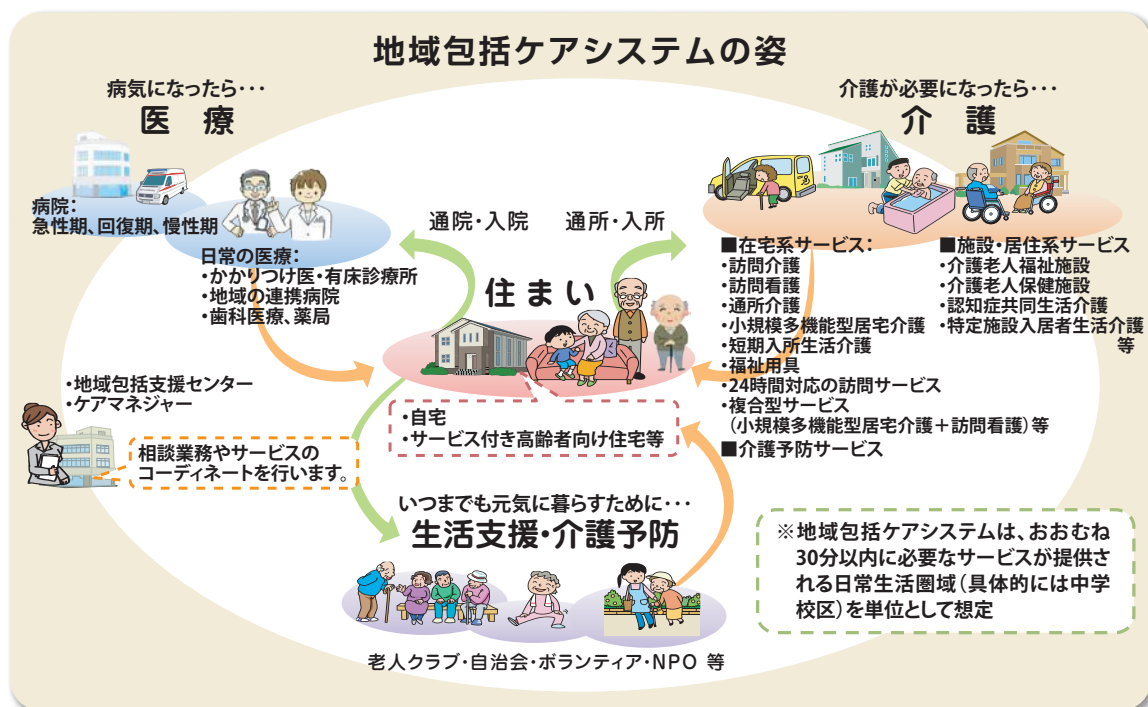 地域包括ケアシステムの姿
病気になったら･･･
医 療
病院：
急性期、回復期、慢性期
日常の医療：
・かかりつけ医・有床診療所
・地域の連携病院
・歯科医療、薬局
通院・入院
通所・入所
介護が必要になったら･･･
介 護
■在宅系サービス：
・訪問介護
・訪問看護
・通所介護
・小規模多機能型居宅介護
・短期入所生活介護
・福祉用具
・24時間対応の訪問サービス
・複合型サービス
（小規模多機能型居宅介護＋訪問看護）等
■介護予防サービス
■施設・居住系サービス
・介護老人福祉施設
・介護老人保健施設
・認知症共同生活介護
・特定施設入居者生活介護
等
住まい
・自宅
・サービス付き高齢者向け住宅等
・地域包括支援センター
・ケアマネジャー
相談業務やサービスの
コーディネートを行います。
いつまでも元気に暮らすために･･･
生活支援・介護予防
老人クラブ・自治会・ボランティア・NPO 等
※地域包括ケアシステムは、おおむね
30分以内に必要なサービスが提供さ
れる日常生活圏域（具体的には中学
校区）を単位として想定